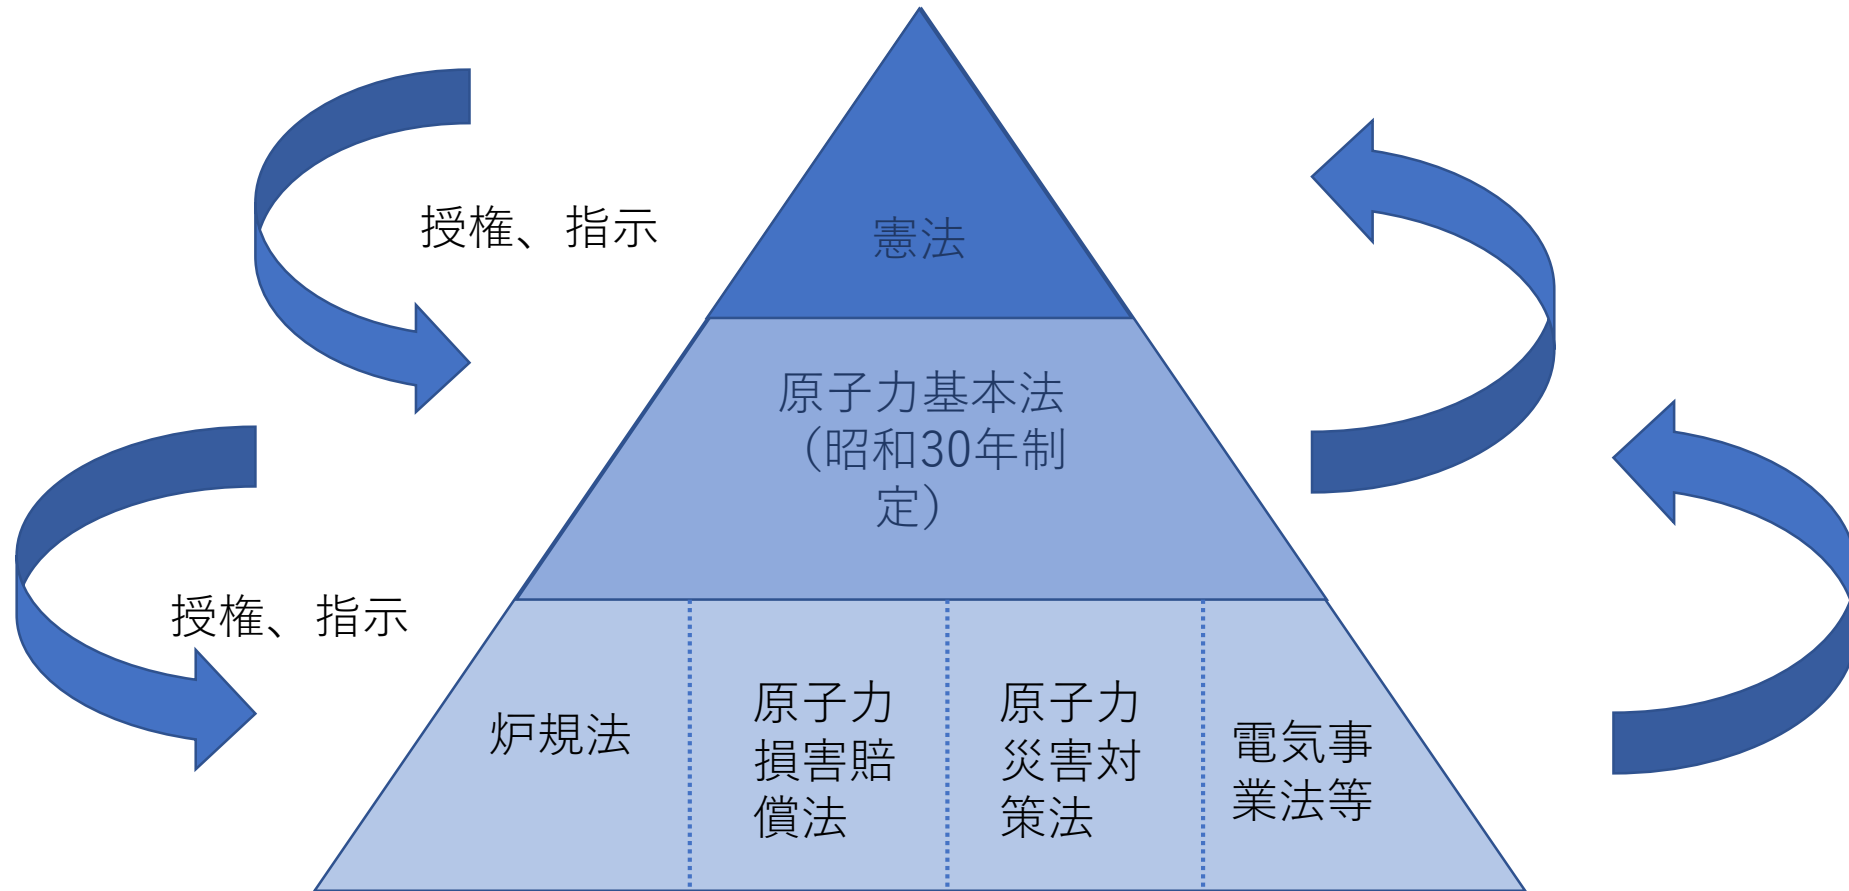 授権、指示
憲法
原子力基本法
（昭和30年制
定）
授権、指示
炉規法
原子力
損害賠
償法
原子力
災害対
策法
電気事
業法等